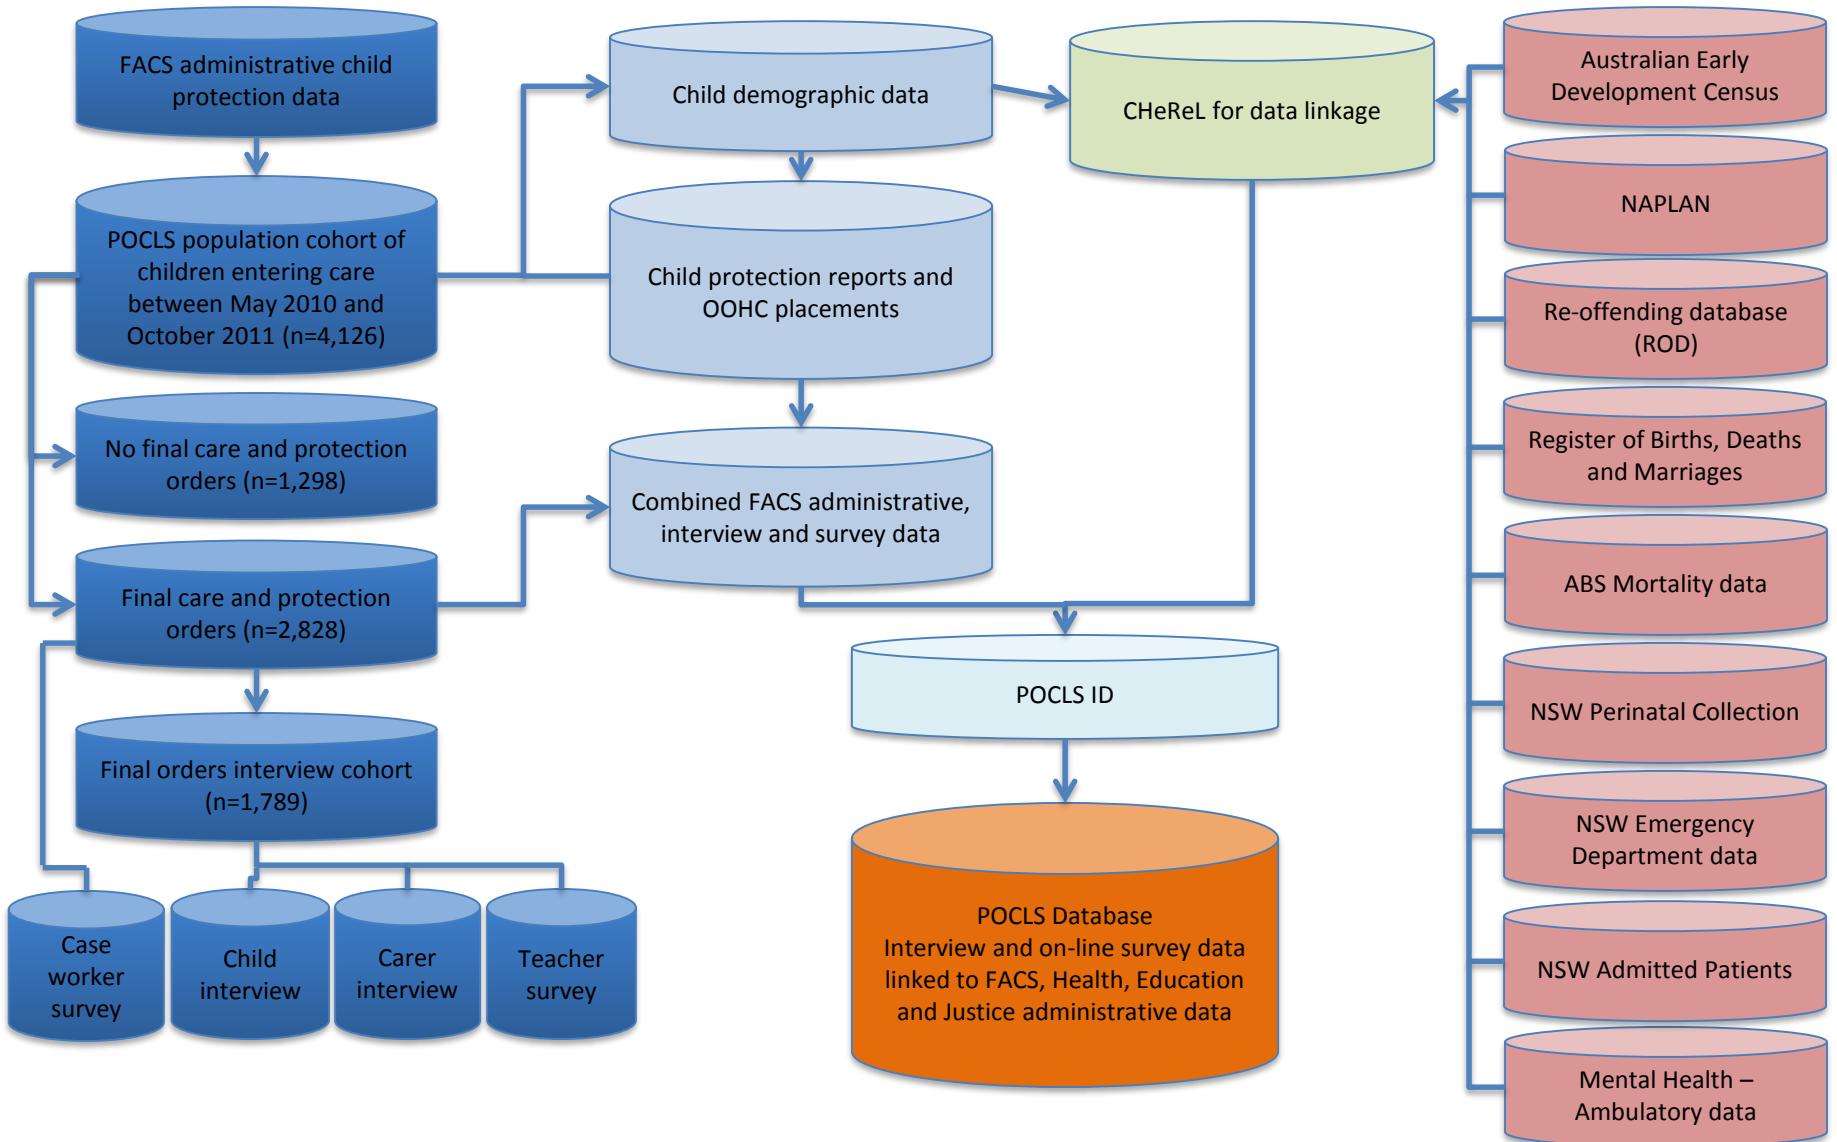 FACS administrative child
protection data
POCLS population cohort of
children entering care
between May 2010 and
October 2011 (n=4,126)
No final care and protection
orders (n=1,298)
Final care and protection
orders (n=2,828)
Final orders interview cohort
(n=1,789)
Case
worker
survey
Child
interview
Carer
interview
Teacher
survey
Child demographic data
Child protection reports and
OOHC placements
Combined FACS administrative,
interview and survey data
CHeReL for data linkage
POCLS ID
POCLS Database
Interview and on-line survey data
linked to FACS, Health, Education
and Justice administrative data
Australian Early
Development Census
NAPLAN
Re-offending database
(ROD)
Register of Births, Deaths
and Marriages
ABS Mortality data
NSW Perinatal Collection
NSW Emergency
Department data
NSW Admitted Patients
Mental Health –
Ambulatory data